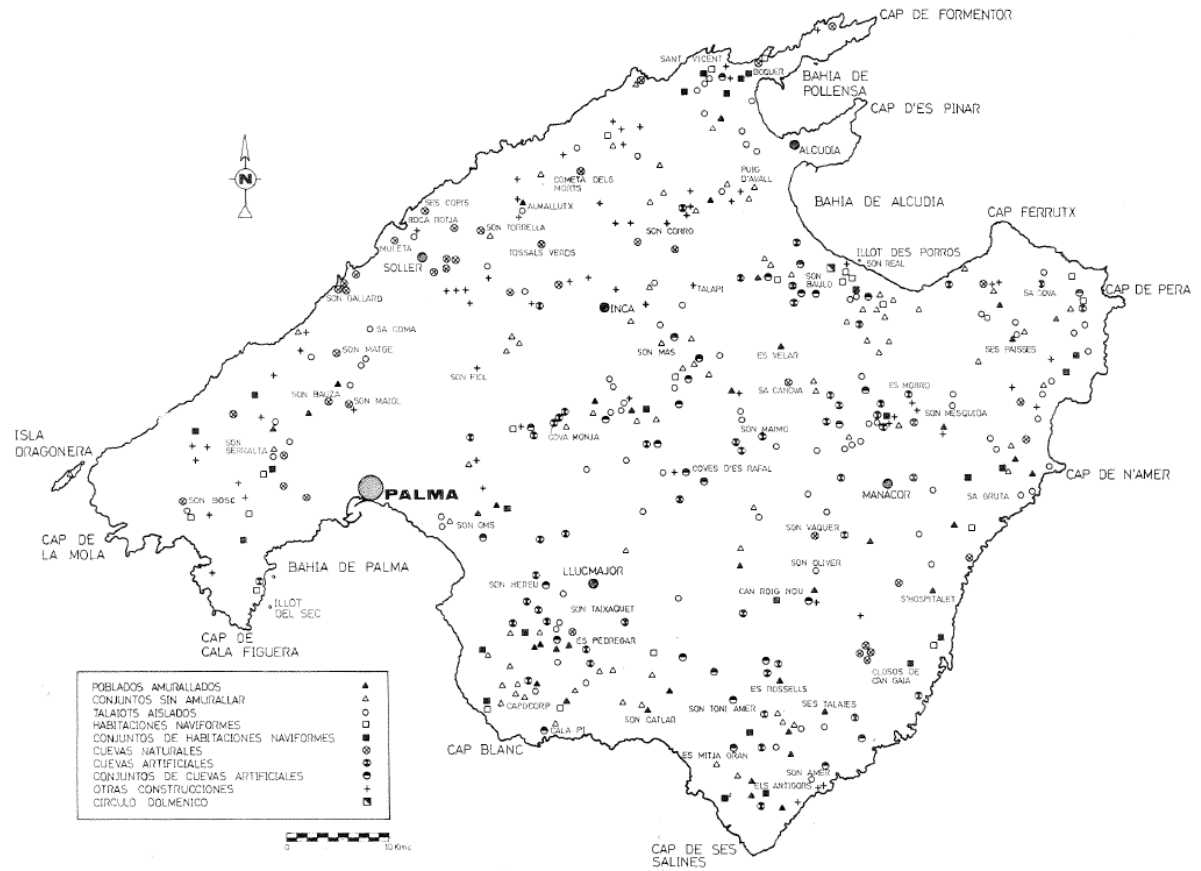 CAP DE FORMENTOR
SANT VICENT
BOQUER
BAHIA DE
POLLENSA
CAP D'ES PINAR
ALCUDIA
PUIG
D'AVALL
COMETA DELS
MORTS
N
BAHIA DE ALCUDIA
SES COPIS
ALMALLUTX
CAP FERRUTX
ROCA ROTJA
SON TORRELLA
SON CORRO
MULETA
TOSSALS VERDS
ILLOT DES PORROS
SON REAL
SOLLER
SON
BAULO
TALAPI
SA COVA
CAP DE PERA
SON GALLARD
INCA
SA COMA
SON MAS
ES VELAR
SES PAISSES
SON MATGE
SON FIOL
SA CANOVA
ES MORRO
SON BAUZA
SON MAIOL
SON MESQUIDA
ISLA
DRAGONERA
SON
SERRALTA
COVA MONJA
SON MAIMO
COVES D'ES RAFAL
CAP DE N'AMER
PALMA
MANACOR
SON BOSC
SA GRUTA
SON OMS
SON VAQUER
CAP DE
LA MOLA
BAHIA DE PALMA
SON OLIVER
LLUCMAJOR
SON HEREU
CAN ROIG NOU
S'HOSPITALET
ILLOT
DEL SEC
SON TAIXAQUET
CAP DE
CALA FIGUERA
ES PEDREGAR
CLOSOS DE
CAN GAIA
POBLADOS AMURALLADOS
CONJUNTOS SIN AMURALLAR
TALAIOTS AISLADOS
HABITACIONES NAVIFORMES
CONJUNTOS DE HABITACIONES NAVIFORMES
CUEVAS NATURALES
CUEVAS ARTIFICIALES
CONJUNTOS DE CUEVAS ARTIFICIALES
OTRAS CONSTRUCCIONES
CIRCULO DOLMENICO
ES ROSSELLS
CAPOCORP
SON TONI AMER
SES TALAIES
SON CATLAR
CALA PI
CAP BLANC
ES MITJA GRAN
SON AMER
ELS ANTIGORS
0 10 Kms
CAP DE SES
SALINES